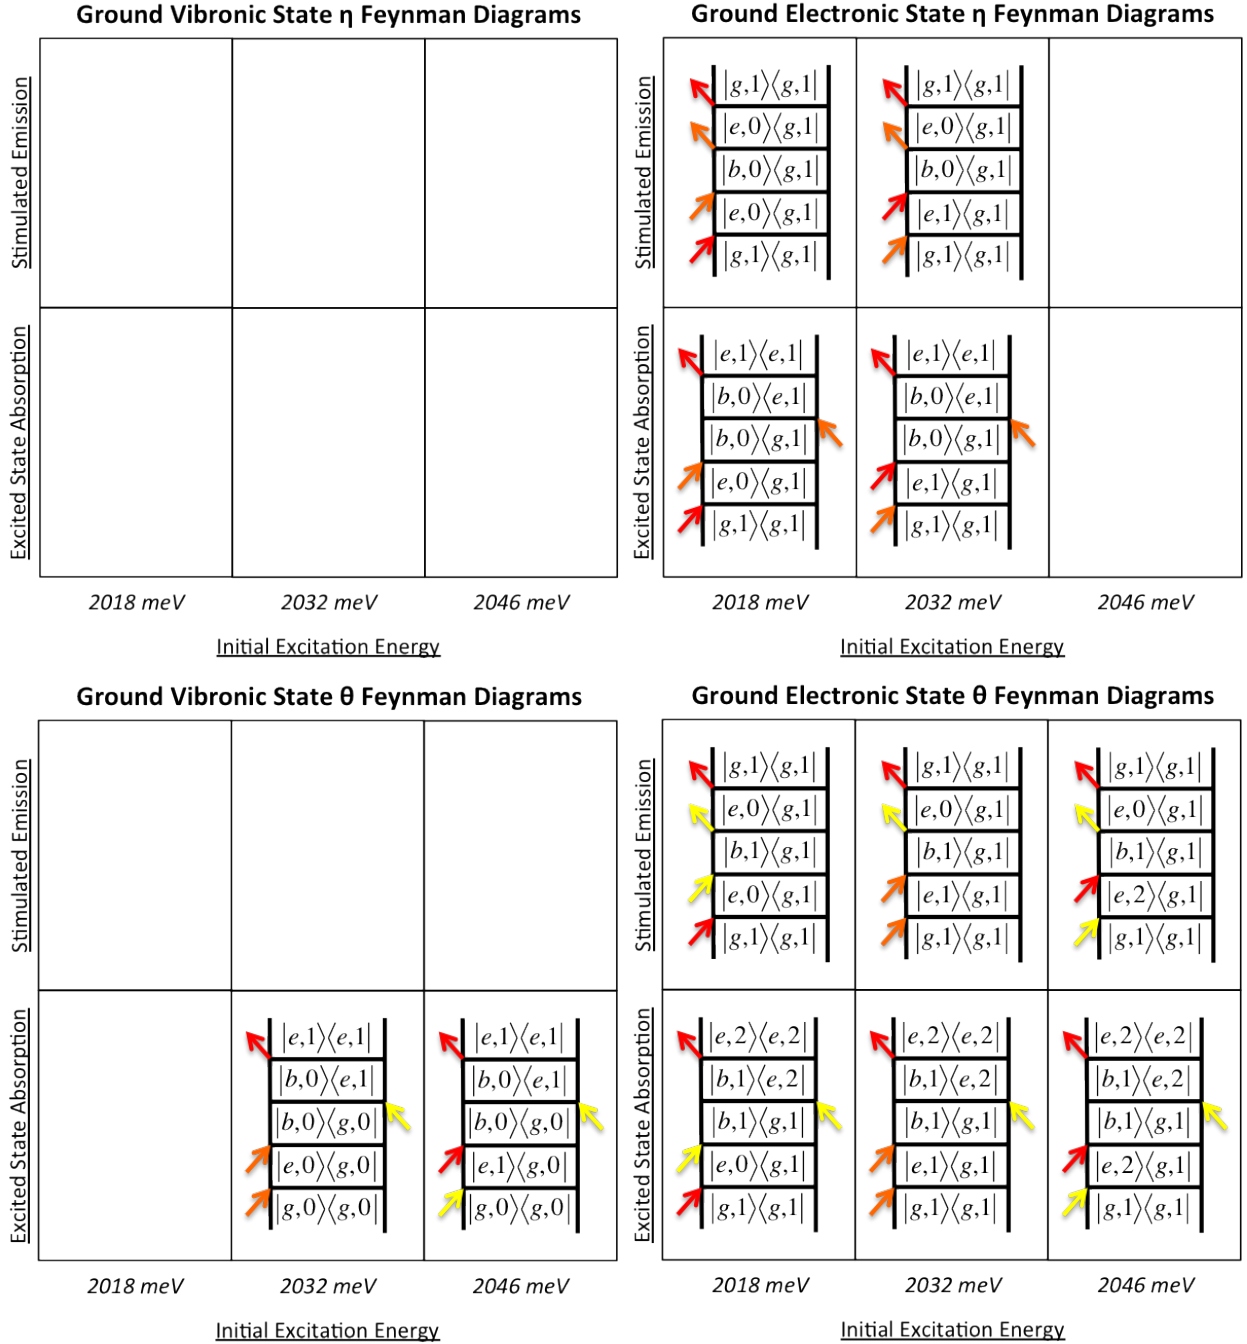 Ground Vibronic State η Feynman Diagrams
Stimulated Emission
Excited State Absorption
2018 meV 2032 meV 2046 meV
Initial Excitation Energy
Ground Electronic State η Feynman Diagrams
Stimulated Emission
|g,1⟩⟨g,1| |g,1⟩⟨g,1|
|e,0⟩⟨g,1| |e,0⟩⟨g,1|
|b,0⟩⟨g,1| |b,0⟩⟨g,1|
|e,0⟩⟨g,1| |e,1⟩⟨g,1|
|g,1⟩⟨g,1| |g,1⟩⟨g,1|
Excited State Absorption
|e,1⟩⟨e,1| |e,1⟩⟨e,1|
|b,0⟩⟨e,1| |b,0⟩⟨e,1|
|b,0⟩⟨g,1| |b,0⟩⟨g,1|
|e,0⟩⟨g,1| |e,1⟩⟨g,1|
|g,1⟩⟨g,1| |g,1⟩⟨g,1|
2018 meV 2032 meV 2046 meV
Initial Excitation Energy
Ground Vibronic State θ Feynman Diagrams
Stimulated Emission
Excited State Absorption
|e,1⟩⟨e,1| |e,1⟩⟨e,1|
|b,0⟩⟨e,1| |b,0⟩⟨e,1|
|b,0⟩⟨g,0| |b,0⟩⟨g,0|
|e,0⟩⟨g,0| |e,1⟩⟨g,0|
|g,0⟩⟨g,0| |g,0⟩⟨g,0|
2018 meV 2032 meV 2046 meV
Initial Excitation Energy
Ground Electronic State θ Feynman Diagrams
Stimulated Emission
|g,1⟩⟨g,1| |g,1⟩⟨g,1| |g,1⟩⟨g,1|
|e,0⟩⟨g,1| |e,0⟩⟨g,1| |e,0⟩⟨g,1|
|b,1⟩⟨g,1| |b,1⟩⟨g,1| |b,1⟩⟨g,1|
|e,0⟩⟨g,1| |e,1⟩⟨g,1| |e,2⟩⟨g,1|
|g,1⟩⟨g,1| |g,1⟩⟨g,1| |g,1⟩⟨g,1|
Excited State Absorption
|e,2⟩⟨e,2| |e,2⟩⟨e,2| |e,2⟩⟨e,2|
|b,1⟩⟨e,2| |b,1⟩⟨e,2| |b,1⟩⟨e,2|
|b,1⟩⟨g,1| |b,1⟩⟨g,1| |b,1⟩⟨g,1|
|e,0⟩⟨g,1| |e,1⟩⟨g,1| |e,2⟩⟨g,1|
|g,1⟩⟨g,1| |g,1⟩⟨g,1| |g,1⟩⟨g,1|
2018 meV 2032 meV 2046 meV
Initial Excitation Energy